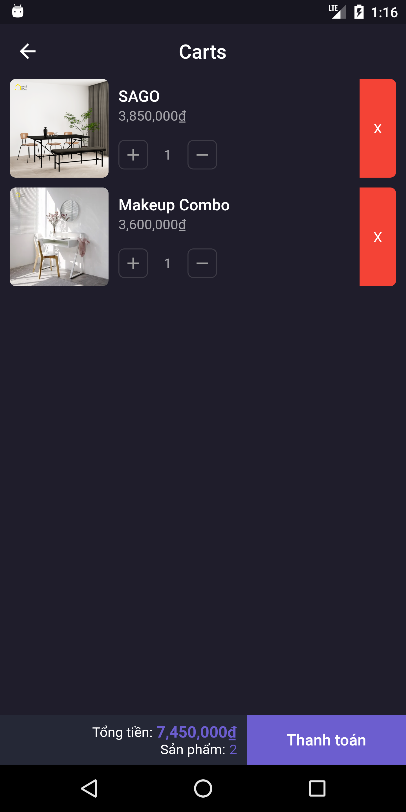 LTE 1:16
Carts
SAGO
3,850,000₫
1
X
Makeup Combo
3,600,000₫
1
X
Tổng tiền: 7,450,000₫
Sản phẩm: 2
Thanh toán